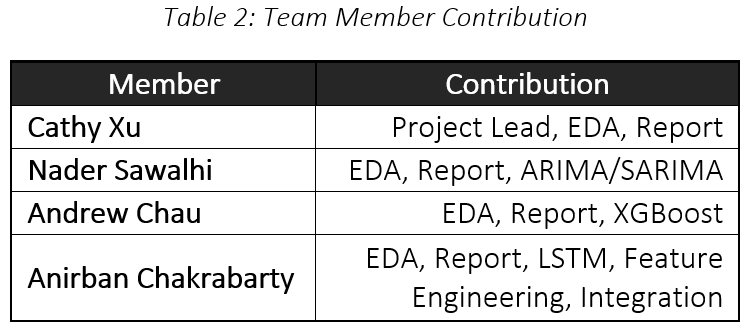 Table 2: Team Member Contribution
Member Contribution
Cathy Xu Project Lead, EDA, Report
Nader Sawalhi EDA, Report, ARIMA/SARIMA
Andrew Chau EDA, Report, XGBoost
Anirban Chakrabarty EDA, Report, LSTM, Feature
Engineering, Integration